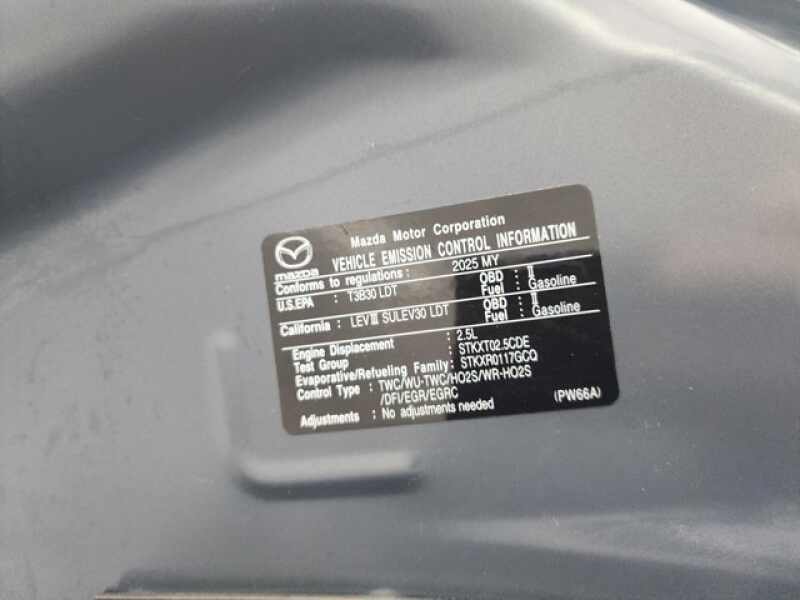 mazda
Mazda Motor Corporation
VEHICLE EMISSION CONTROL INFORMATION
Conforms to regulations : 2025 MY
U.S.EPA : T3B30 LDT OBD : II
Fuel : Gasoline
California : LEVIII SULEV30 LDT OBD : II
Fuel : Gasoline
Engine Displacement : 2.5L
Test Group : STKXT02.5CDE
Evaporative/Refueling Family: STKXR0117GCQ
Control Type : TWC/WU-TWC/HO2S/WR-HO2S
/DFI/EGR/EGRC
Adjustments : No adjustments needed
(PW66A)